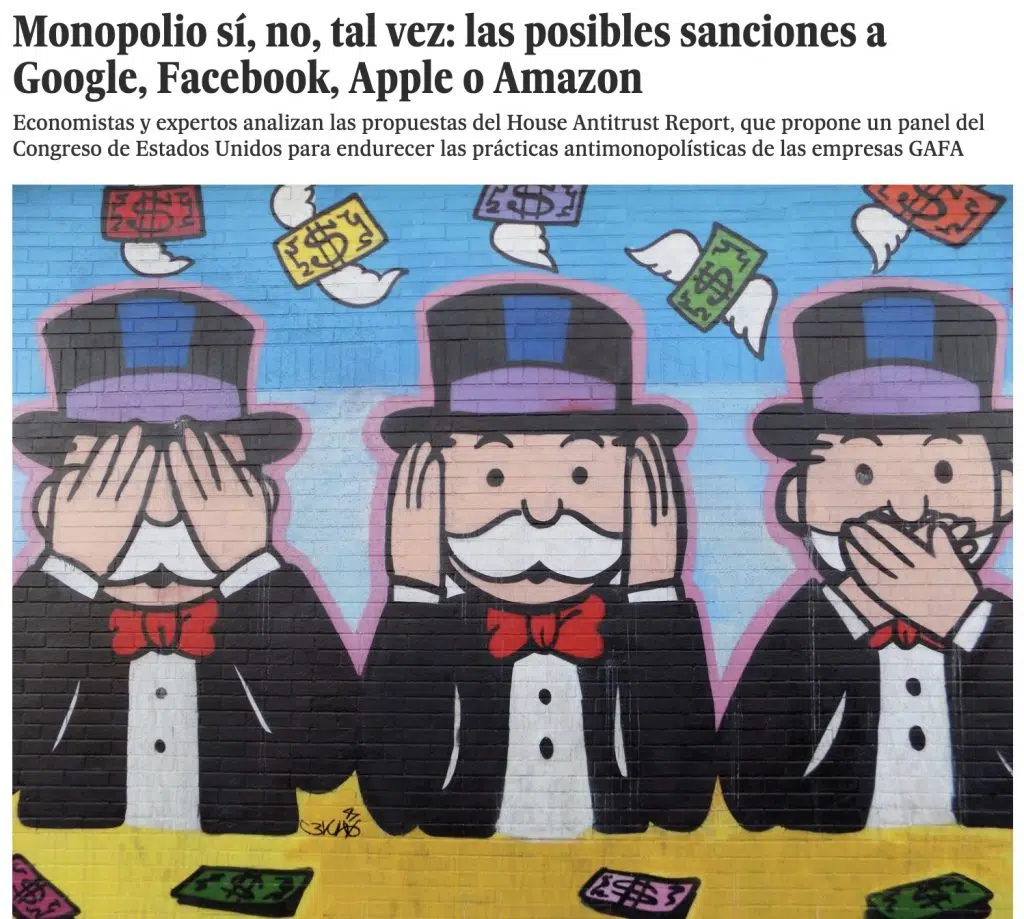 Monopolio sí, no, tal vez: las posibles sanciones a
Google, Facebook, Apple o Amazon
Economistas y expertos analizan las propuestas del House Antitrust Report, que propone un panel del
Congreso de Estados Unidos para endurecer las prácticas antimonopolísticas de las empresas GAFA